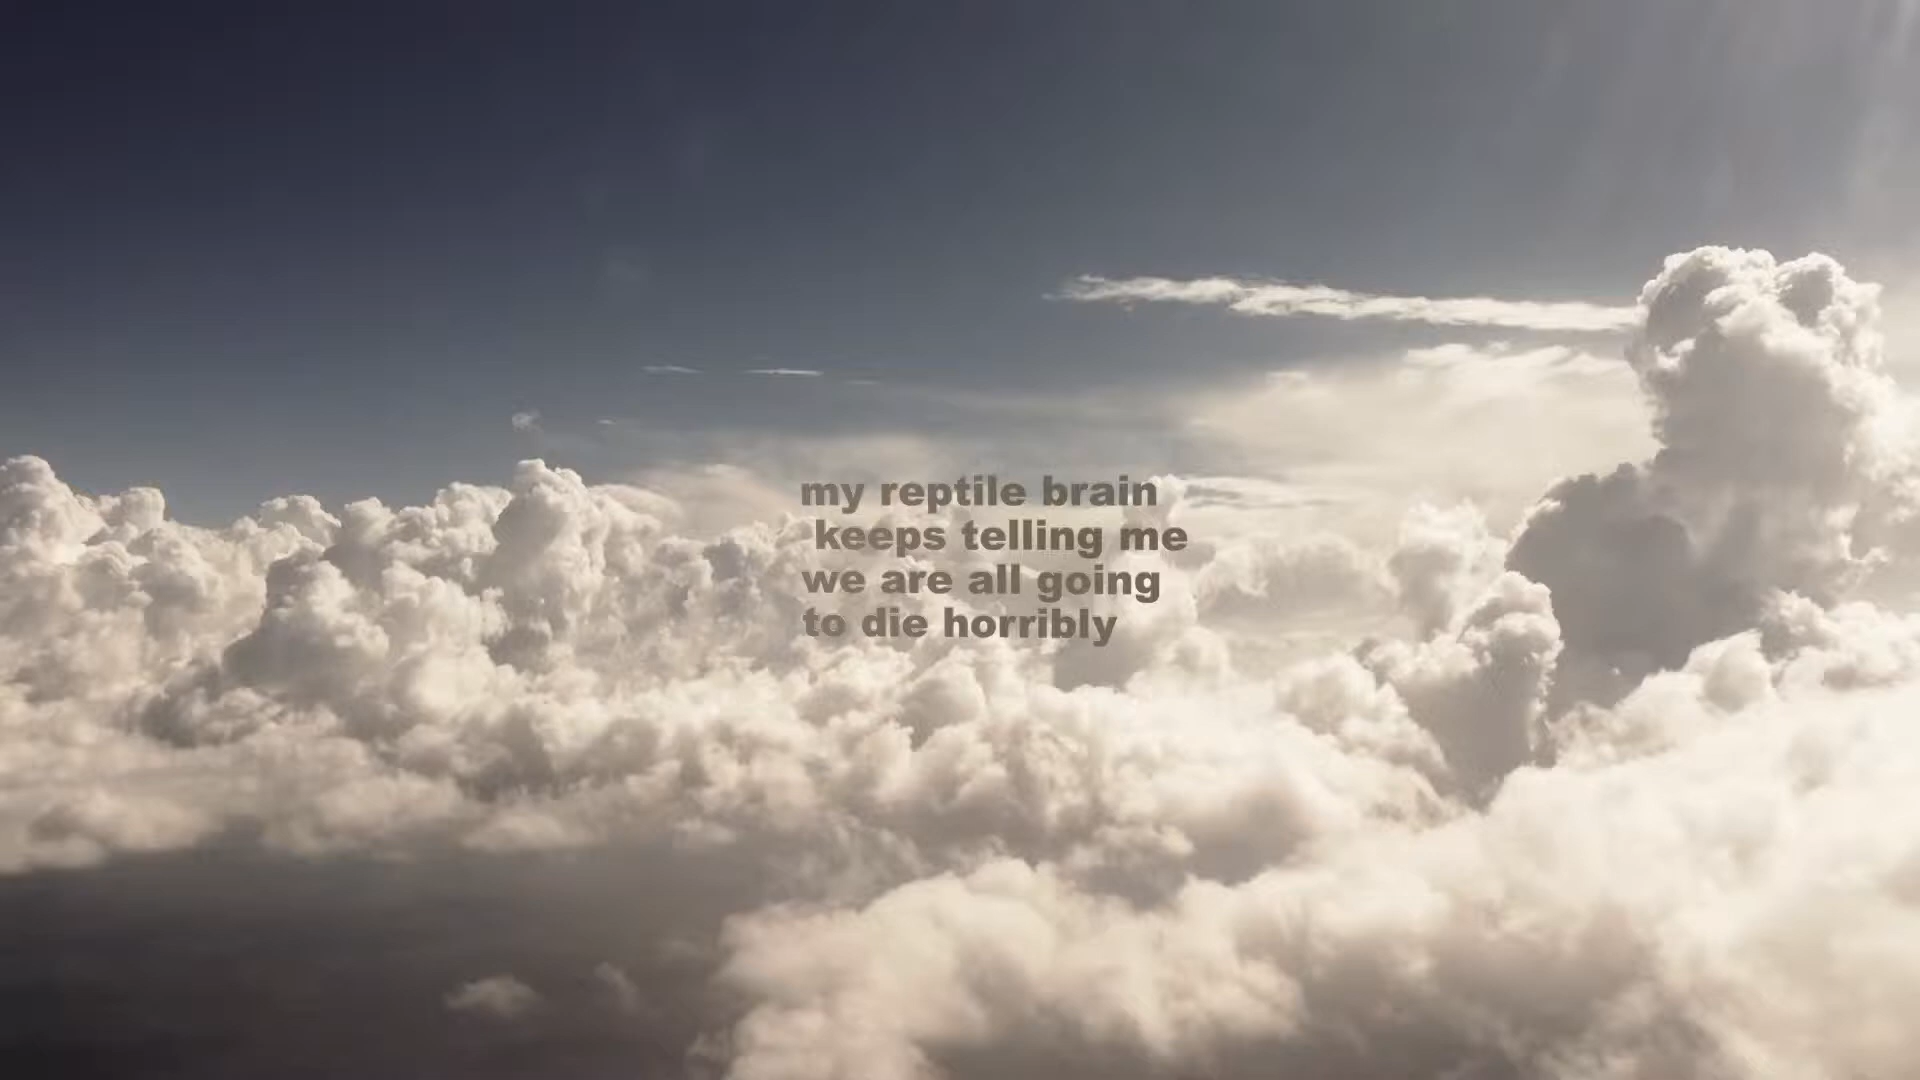 my reptile brain
keeps telling me
we are all going
to die horribly